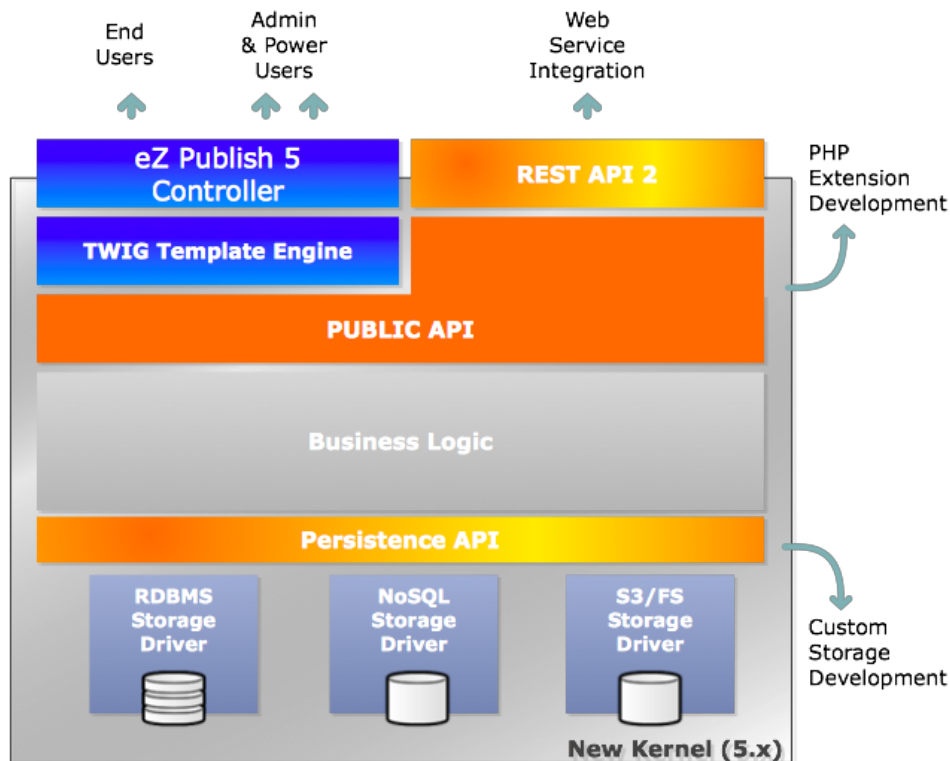 End
Users
Admin
& Power
Users
Web
Service
Integration
eZ Publish 5
Controller
REST API 2
PHP
Extension
Development
TWIG Template Engine
PUBLIC API
Business Logic
Persistence API
RDBMS
Storage
Driver
NoSQL
Storage
Driver
S3/FS
Storage
Driver
Custom
Storage
Development
New Kernel (5.x)